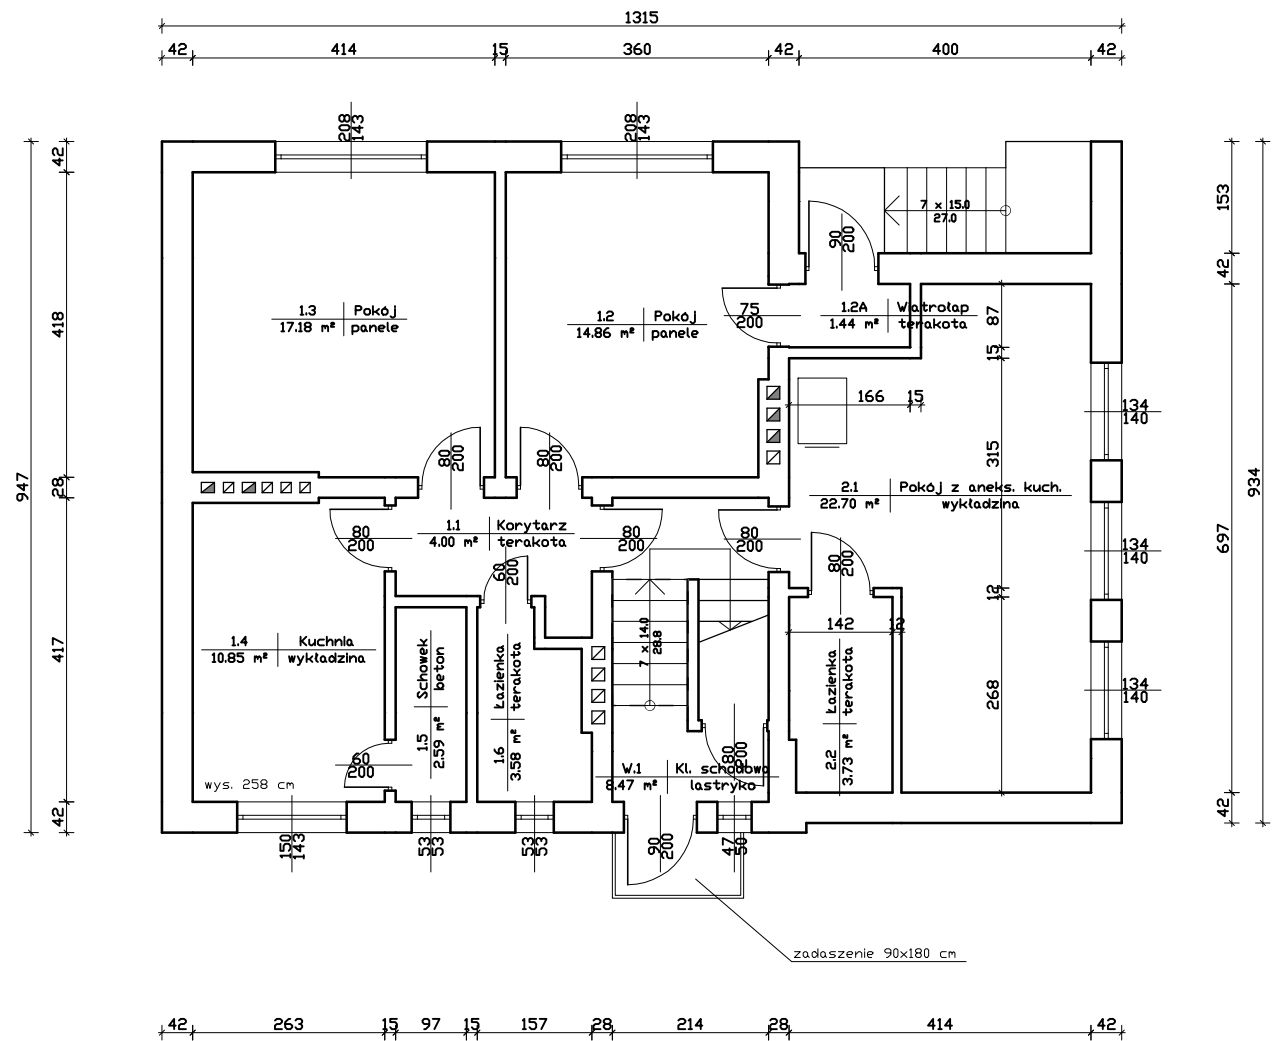 1315
42 414 15 360 42 400 42
208
143
208
143
42
418
28
417
42
947
153
42
697
42
934
7 x 15.0
27.0
90
200
1.3 Pokój
17.18 m² panele
1.2 Pokój
14.86 m² panele
75
200
1.2A Wiatrołap
1.44 m² terakota
87
15
166 15
315
134
140
80
200
80
200
2.1 Pokój z aneks. kuch.
22.70 m² wykładzina
1.1 Korytarz
4.00 m² terakota
80
200
80
200
80
200
134
140
60
200
80
200
12
142 12
7 x 14.0
28.8
1.4 Kuchnia
10.85 m² wykładzina
1.5 Schowek
2.59 m² beton
1.6 Łazienka
3.58 m² terakota
2.2 Łazienka
3.73 m² terakota
268
134
140
60
200
80
200
W.1 Kl. schodowa
8.47 m² lastryko
wys. 258 cm
150
143
53
53
53
53
90
200
47
50
zadaszenie 90x180 cm
42 263 15 97 15 157 28 214 28 414 42